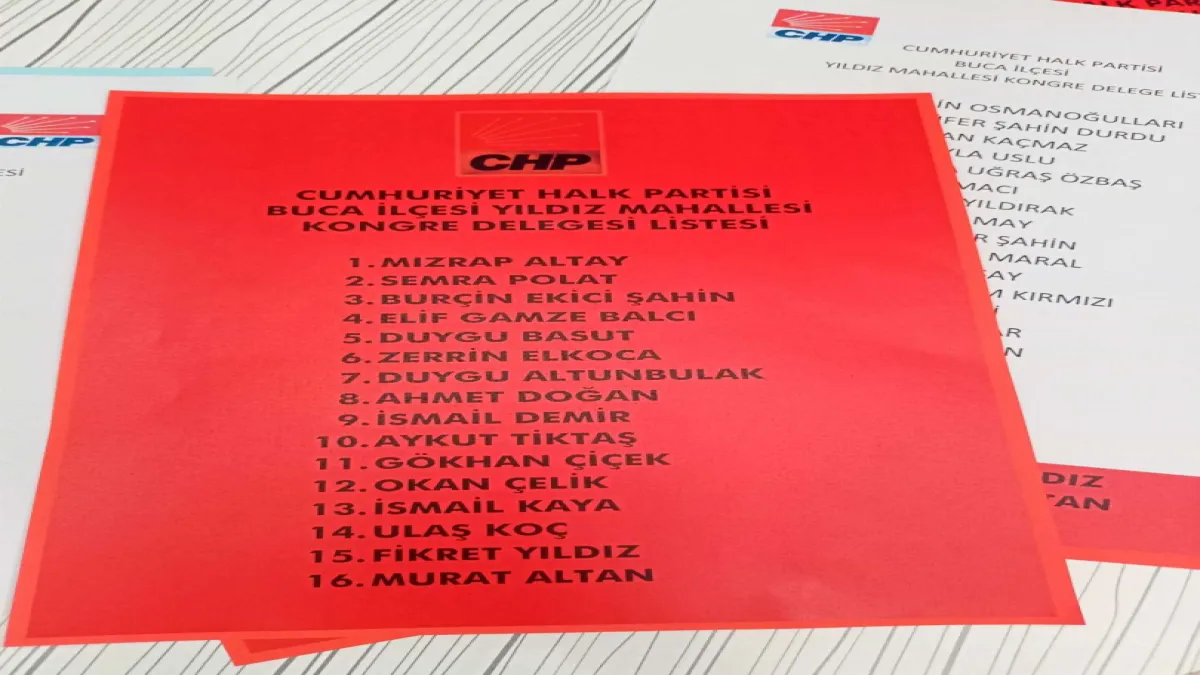 CHP
CUMHURİYET HALK PARTİSİ
BUCA İLÇESİ YILDIZ MAHALLESİ
KONGRE DELEGESİ LİSTESİ
1. MIZRAP ALTAY
2. SEMRA POLAT
3. BURÇİN EKİCİ ŞAHİN
4. ELİF GAMZE BALCI
5. DUYGU BASUT
6. ZERRİN ELKOCA
7. DUYGU ALTUNBULAK
8. AHMET DOĞAN
9. İSMAİL DEMİR
10. AYKUT TİKTAŞ
11. GÖKHAN ÇİÇEK
12. OKAN ÇELİK
13. İSMAİL KAYA
14. ULAŞ KOÇ
15. FİKRET YILDIZ
16. MURAT ALTAN
CHP
CHP
CUMHURİYET HALK PARTİSİ
BUCA İLÇESİ
YILDIZ MAHALLESİ KONGRE DELEGE
OSMANOĞULLARI
ŞAHİN DURDU
KAÇMAZ
USLU
UĞRAŞ ÖZBAŞ
YILDIRAK
MAY
ŞAHİN
MARAL
KIRMIZI